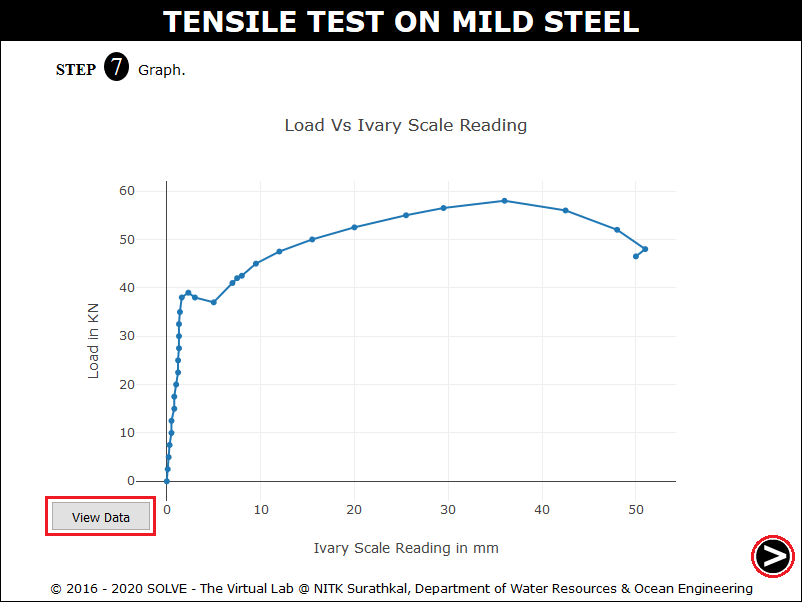 TENSILE TEST ON MILD STEEL
STEP 7 Graph.
Load Vs Ivary Scale Reading
60
50
40
30
20
10
0
Load in KN
0 10 20 30 40 50
View Data
Ivary Scale Reading in mm
>
© 2016 - 2020 SOLVE - The Virtual Lab @ NITK Surathkal, Department of Water Resources & Ocean Engineering